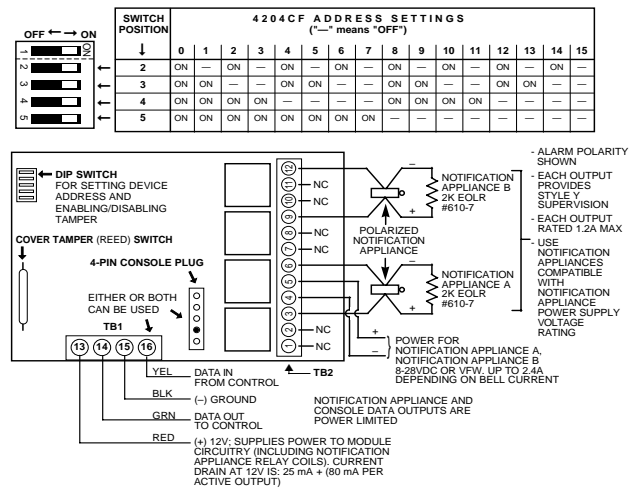 OFF ← → ON
ON
1
2
3
4
5
SWITCH POSITION ↓
4204CF ADDRESS SETTINGS
("—" means "OFF")
0 1 2 3 4 5 6 7 8 9 10 11 12 13 14 15
2 ON — ON — ON — ON — ON — ON — ON — ON —
3 ON ON — — ON ON — — ON ON — — ON ON — —
4 ON ON ON ON — — — — ON ON ON ON — — — —
5 ON ON ON ON ON ON ON ON — — — — — — — —
DIP SWITCH
FOR SETTING DEVICE
ADDRESS AND
ENABLING/DISABLING
TAMPER
COVER TAMPER (REED) SWITCH
4-PIN CONSOLE PLUG
EITHER OR BOTH
CAN BE USED
TB1
13 14 15 16
12
11 NC
10 NC
9
8 NC
7 NC
6
5
4
3
2 NC
1 NC
TB2
–
+
NOTIFICATION
APPLIANCE B
2K EOLR
#610-7
POLARIZED
NOTIFICATION
APPLIANCE
–
+
NOTIFICATION
APPLIANCE A
2K EOLR
#610-7
- ALARM POLARITY
SHOWN
- EACH OUTPUT
PROVIDES
STYLE Y
SUPERVISION
- EACH OUTPUT
RATED 1.2A MAX
- USE
NOTIFICATION
APPLIANCES
COMPATIBLE
WITH
NOTIFICATION
APPLIANCE
POWER SUPPLY
VOLTAGE
RATING
+
–
POWER FOR
NOTIFICATION APPLIANCE A,
NOTIFICATION APPLIANCE B
8-28VDC OR VFW. UP TO 2.4A
DEPENDING ON BELL CURRENT
YEL DATA IN
FROM CONTROL
BLK (–) GROUND
GRN DATA OUT
TO CONTROL
RED (+) 12V; SUPPLIES POWER TO MODULE
CIRCUITRY (INCLUDING NOTIFICATION
APPLIANCE RELAY COILS). CURRENT
DRAIN AT 12V IS: 25 mA + (80 mA PER
ACTIVE OUTPUT)
NOTIFICATION APPLIANCE AND
CONSOLE DATA OUTPUTS ARE
POWER LIMITED